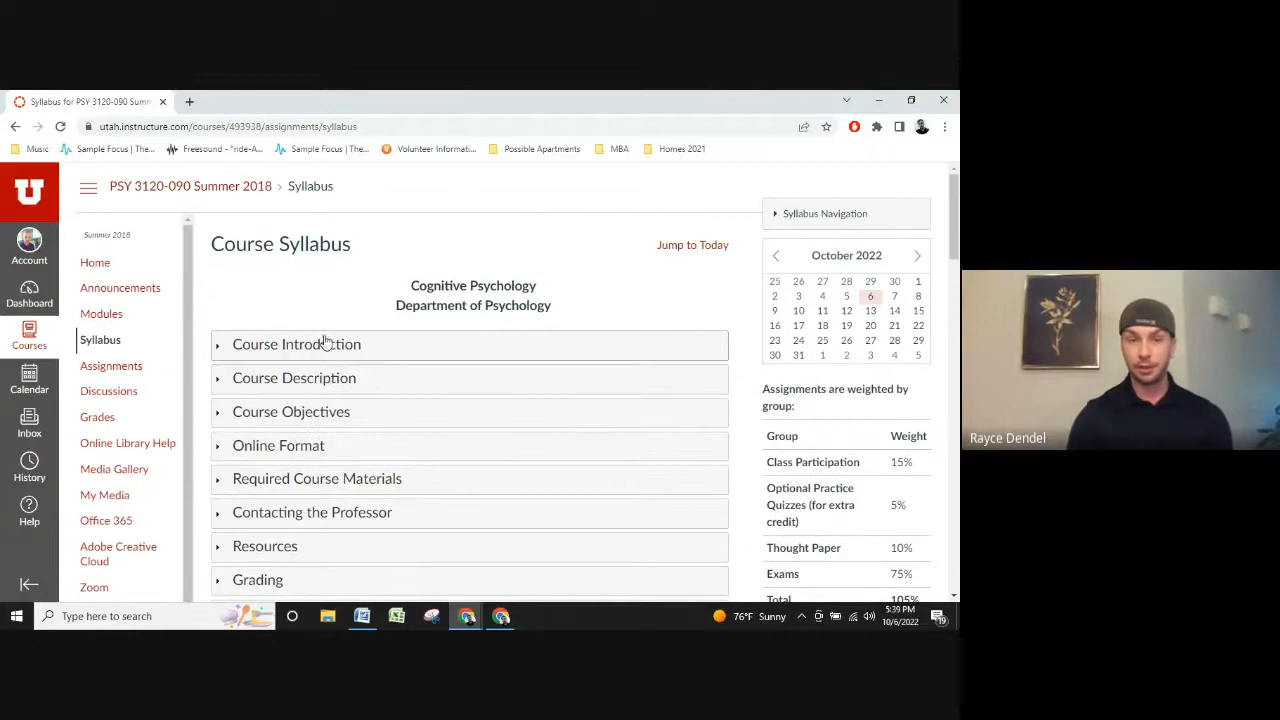 Syllabus for PSY 3120-090 Summ
utah.instructure.com/courses/493938/assignments/syllabus
Music
Sample Focus | The...
Freesound - "ride-A...
Sample Focus | The...
Volunteer Informati...
Possible Apartments
MBA
Homes 2021
U
Account
Dashboard
Courses
Calendar
Inbox
History
Help
PSY 3120-090 Summer 2018 › Syllabus
Summer 2018
Home
Announcements
Modules
Syllabus
Assignments
Discussions
Grades
Online Library Help
Media Gallery
My Media
Office 365
Adobe Creative
Cloud
Zoom
Course Syllabus
Jump to Today
Cognitive Psychology
Department of Psychology
Course Introduction
Course Description
Course Objectives
Online Format
Required Course Materials
Contacting the Professor
Resources
Grading
Syllabus Navigation
October 2022
25 26 27 28 29 30 1
2 3 4 5 6 7 8
9 10 11 12 13 14 15
16 17 18 19 20 21 22
23 24 25 26 27 28 29
30 31 1 2 3 4 5
Assignments are weighted by
group:
Group Weight
Class Participation 15%
Optional Practice
Quizzes (for extra
credit) 5%
Thought Paper 10%
Exams 75%
Total 105%
Type here to search
76°F Sunny
5:39 PM
10/6/2022
19
Rayce Dendel